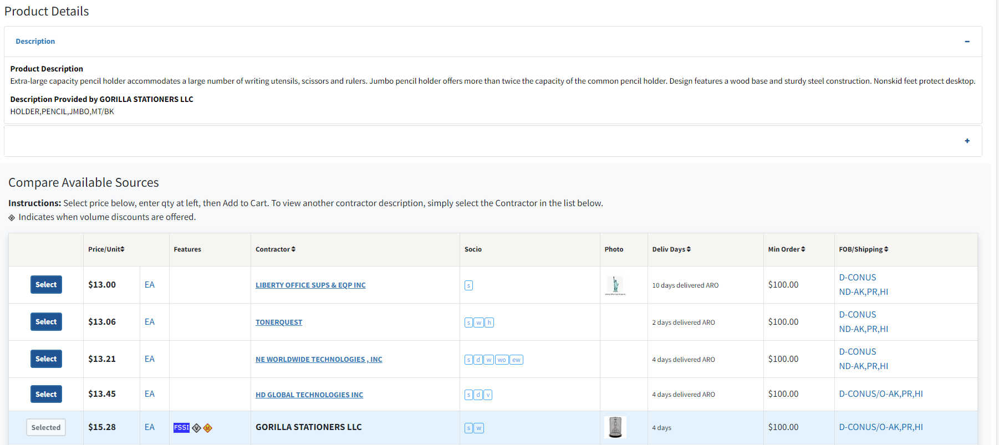 Product Details
Description
Product Description
Extra-large capacity pencil holder accommodates a large number of writing utensils, scissors and rulers. Jumbo pencil holder offers more than twice the capacity of the common pencil holder. Design features a wood base and sturdy steel construction. Nonskid feet protect desktop.
Description Provided by GORILLA STATIONERS LLC
HOLDER,PENCIL,JMBO,MT/BK
Compare Available Sources
Instructions: Select price below, enter qty at left, then Add to Cart. To view another contractor description, simply select the Contractor in the list below.
V Indicates when volume discounts are offered.
Price/Unit Features Contractor Socio Photo Deliv Days Min Order FOB/Shipping
Select $13.00 EA LIBERTY OFFICE SUPS & EQP INC s 10 days delivered ARO $100.00 D-CONUS
ND-AK,PR,HI
Select $13.06 EA TONERQUEST s w h 2 days delivered ARO $100.00 D-CONUS
ND-AK,PR,HI
Select $13.21 EA NE WORLDWIDE TECHNOLOGIES , INC s d w wo ew 4 days delivered ARO $100.00 D-CONUS
ND-AK,PR,HI
Select $13.45 EA HD GLOBAL TECHNOLOGIES INC s d v 4 days delivered ARO $100.00 D-CONUS/O-AK,PR,HI
Selected $15.28 EA FSSI V M GORILLA STATIONERS LLC s w 4 days $100.00 D-CONUS/O-AK,PR,HI